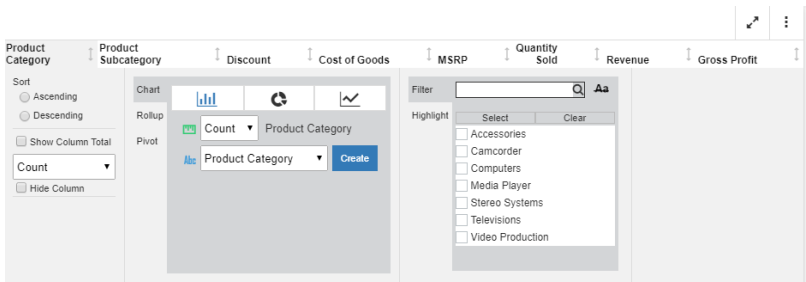 Product Category
Product Subcategory
Discount
Cost of Goods
MSRP
Quantity Sold
Revenue
Gross Profit
Sort
Ascending
Descending
Show Column Total
Count
Hide Column
Chart
Rollup
Pivot
Count Product Category
Abc Product Category Create
Filter
Aa
Highlight
Select Clear
Accessories
Camcorder
Computers
Media Player
Stereo Systems
Televisions
Video Production